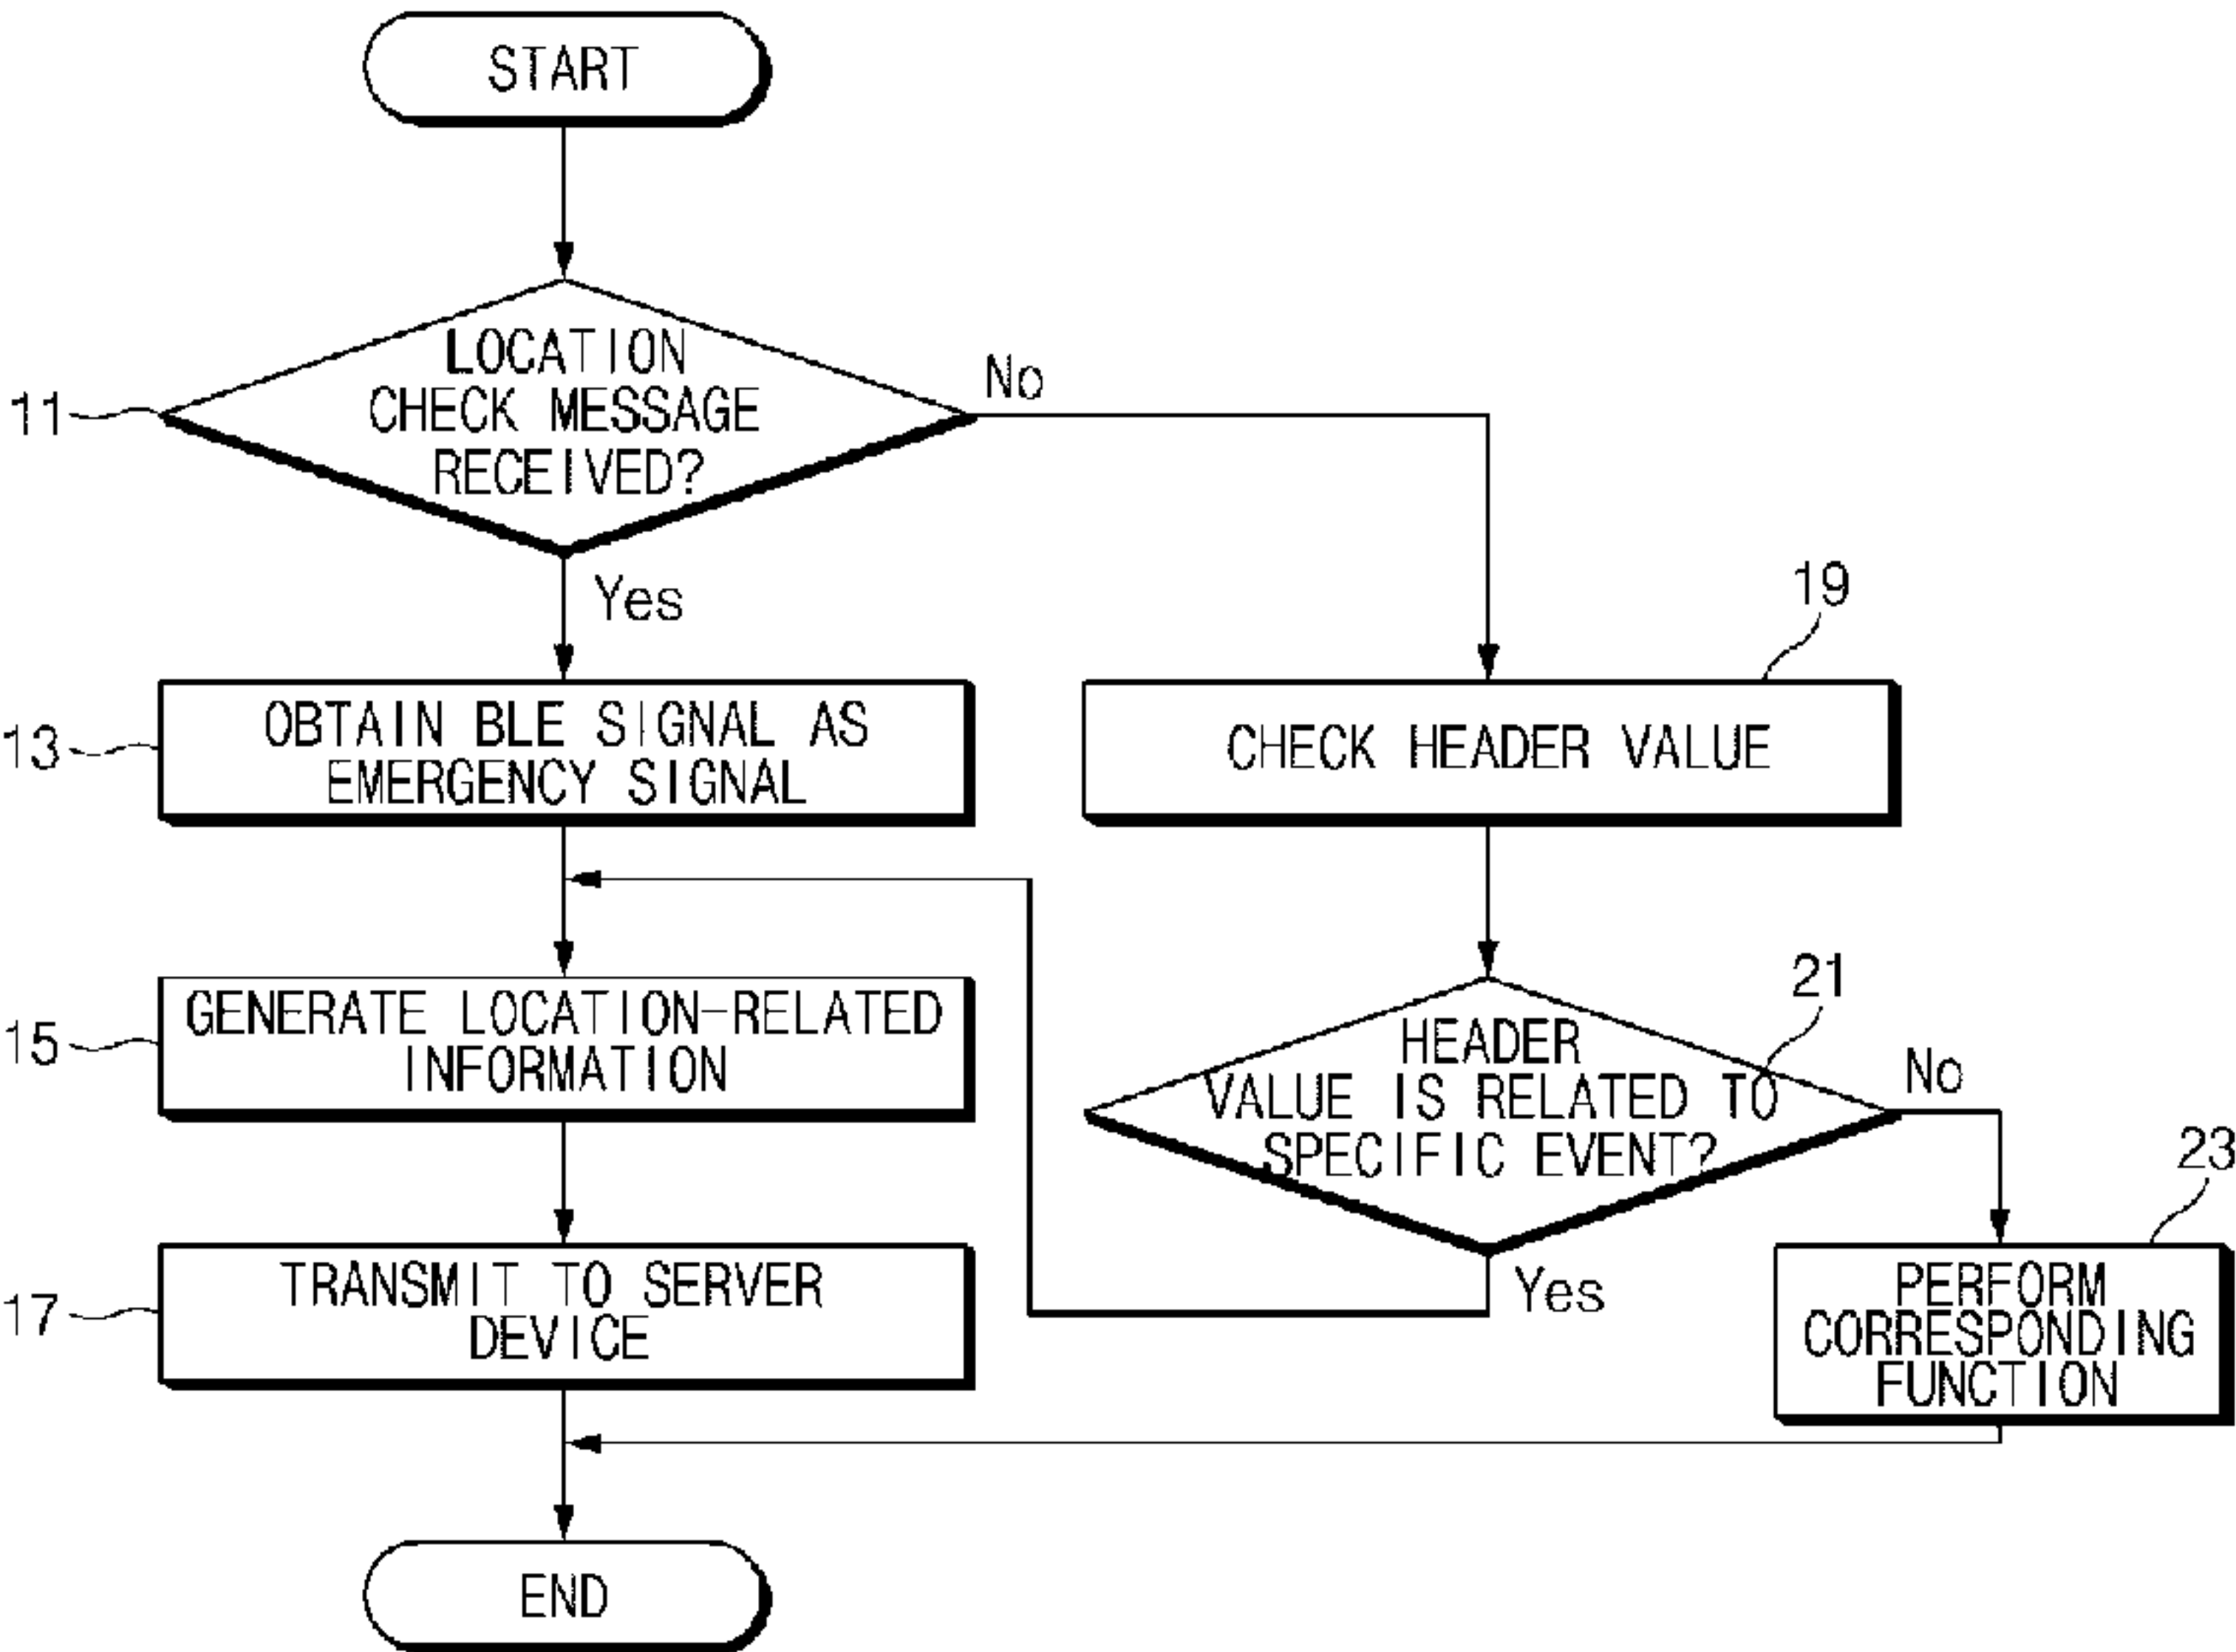 START
LOCATION
CHECK MESSAGE
RECEIVED?
11
No
Yes
13
OBTAIN BLE SIGNAL AS
EMERGENCY SIGNAL
19
CHECK HEADER VALUE
15
GENERATE LOCATION-RELATED
INFORMATION
21
HEADER
VALUE IS RELATED TO
SPECIFIC EVENT?
No
Yes
17
TRANSMIT TO SERVER
DEVICE
23
PERFORM
CORRESPONDING
FUNCTION
END